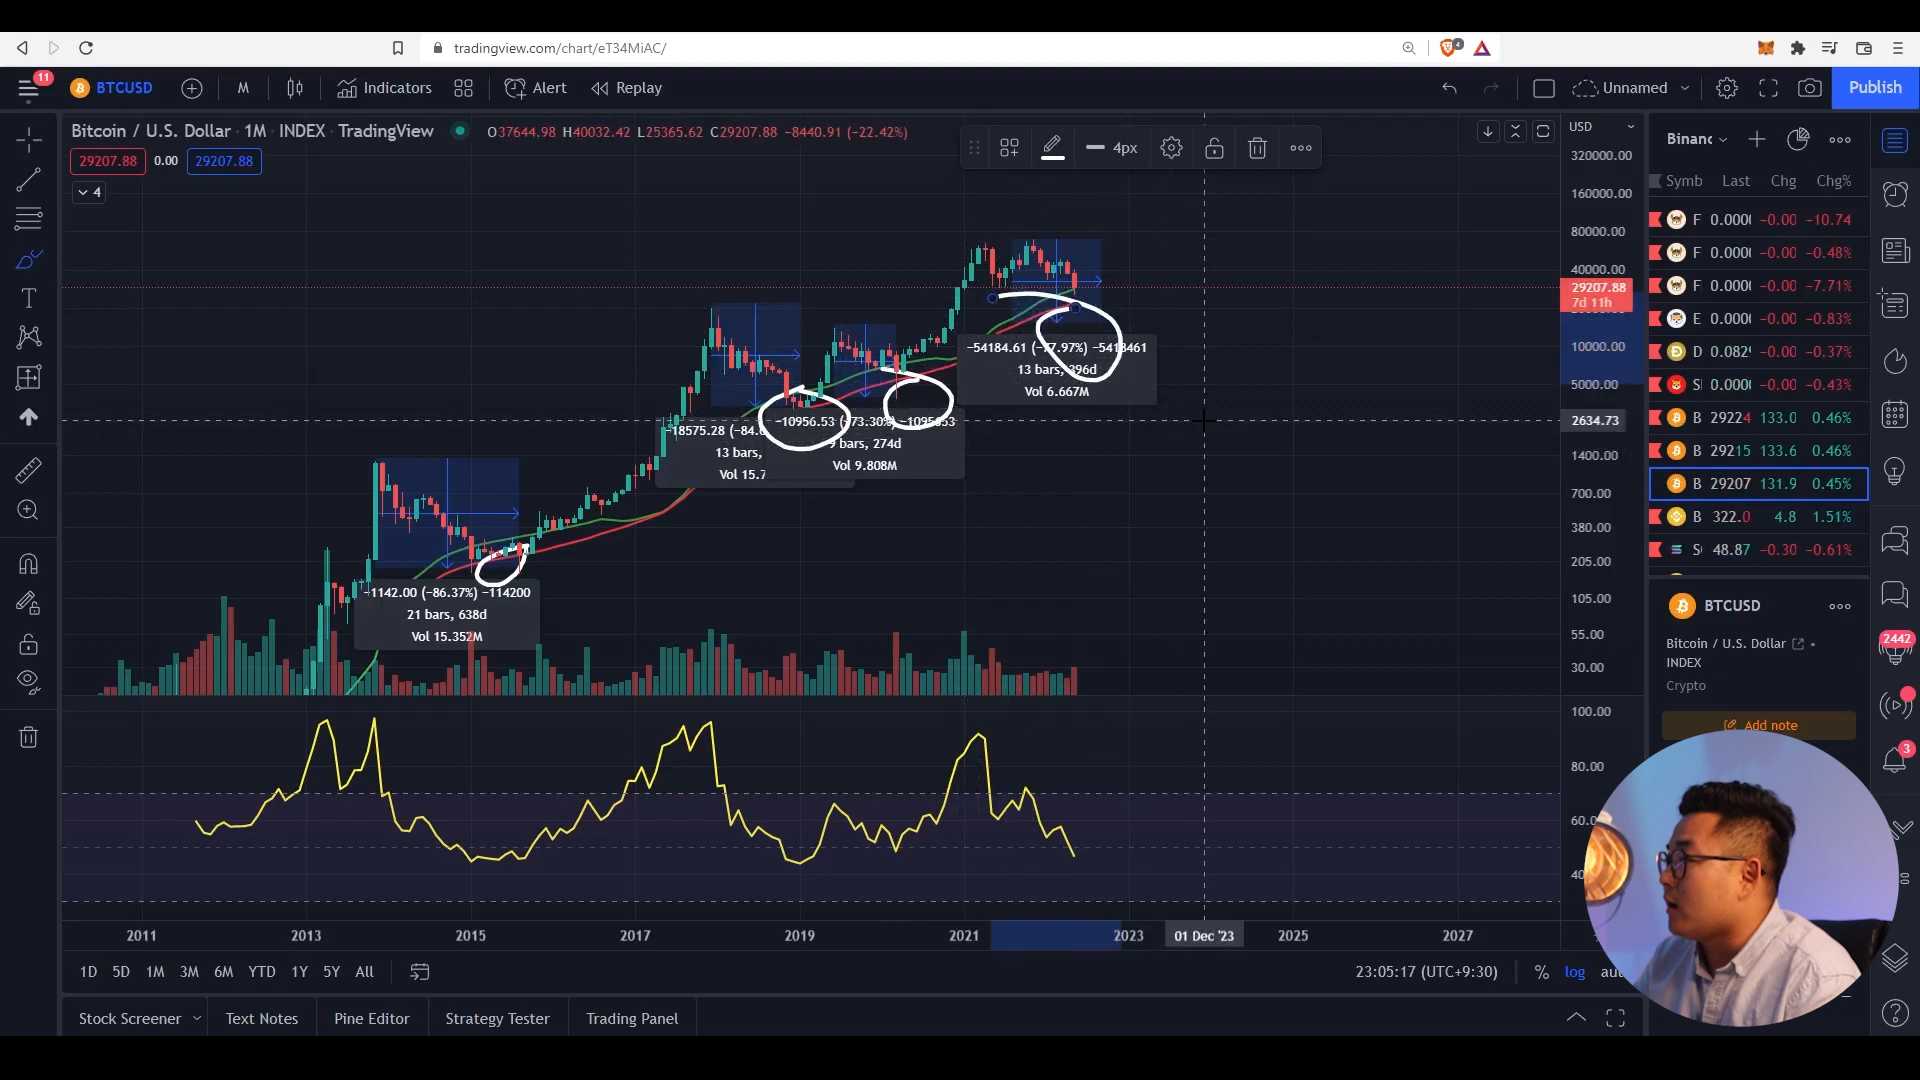 tradingview.com/chart/eT34MiAC/
4
11
BTCUSD
M
Indicators
Alert
Replay
Unnamed
Publish
Bitcoin / U.S. Dollar · 1M · INDEX · TradingView
O37644.98 H40032.42 L25365.62 C29207.88 −8440.91 (−22.42%)
29207.88 0.00 29207.88
4
4px
USD
320000.00
160000.00
80000.00
40000.00
29207.88
7d 11h
10000.00
5000.00
2634.73
1400.00
700.00
380.00
205.00
105.00
55.00
30.00
100.00
80.00
−54184.61 (−77.97%) −5418461
13 bars, 396d
Vol 6.667M
−10956.53 (−73.30%) −1095653
9 bars, 274d
Vol 9.808M
−18575.28 (−84.
13 bars,
Vol 15.7
−1142.00 (−86.37%) −114200
21 bars, 638d
Vol 15.352M
2011 2013 2015 2017 2019 2021 2023 01 Dec '23 2025 2027
1D 5D 1M 3M 6M YTD 1Y 5Y All
23:05:17 (UTC+9:30)
% log
Stock Screener
Text Notes
Pine Editor
Strategy Tester
Trading Panel
Binanc
Symb Last Chg Chg%
F 0.000 −0.00 −10.74
F 0.000 −0.00 −0.48%
F 0.000 −0.00 −7.71%
E 0.000 −0.00 −0.83%
D 0.082 −0.00 −0.37%
S 0.000 −0.00 −0.43%
B 29224 133.0 0.46%
B 29215 133.6 0.46%
B 29207 131.9 0.45%
B 322.0 4.8 1.51%
S 48.87 −0.30 −0.61%
BTCUSD
Bitcoin / U.S. Dollar
INDEX
Crypto
Add note
2442
3